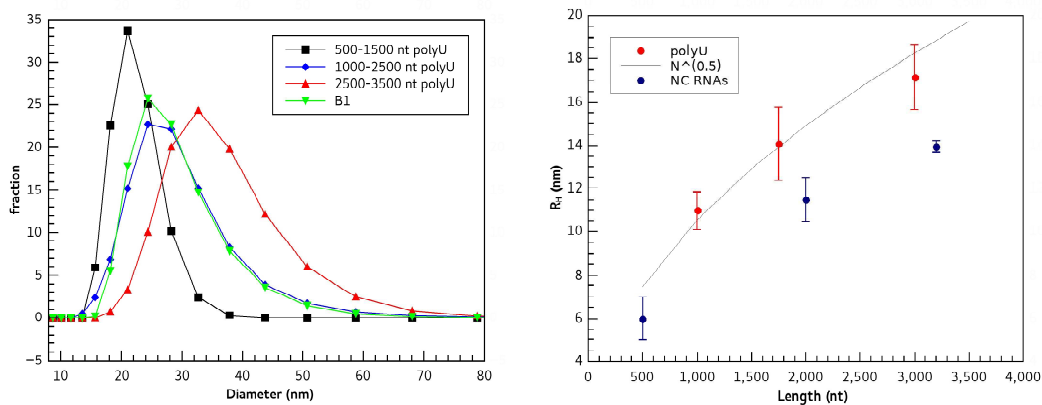 35
30
25
20
15
10
5
0
−5
fraction
10 20 30 40 50 60 70 80
Diameter (nm)
500-1500 nt polyU
1000-2500 nt polyU
2500-3500 nt polyU
B1
20
18
16
14
12
10
8
6
4
RH (nm)
0 500 1,000 1,500 2,000 2,500 3,000 3,500 4,000
Length (nt)
polyU
N^(0.5)
NC RNAs